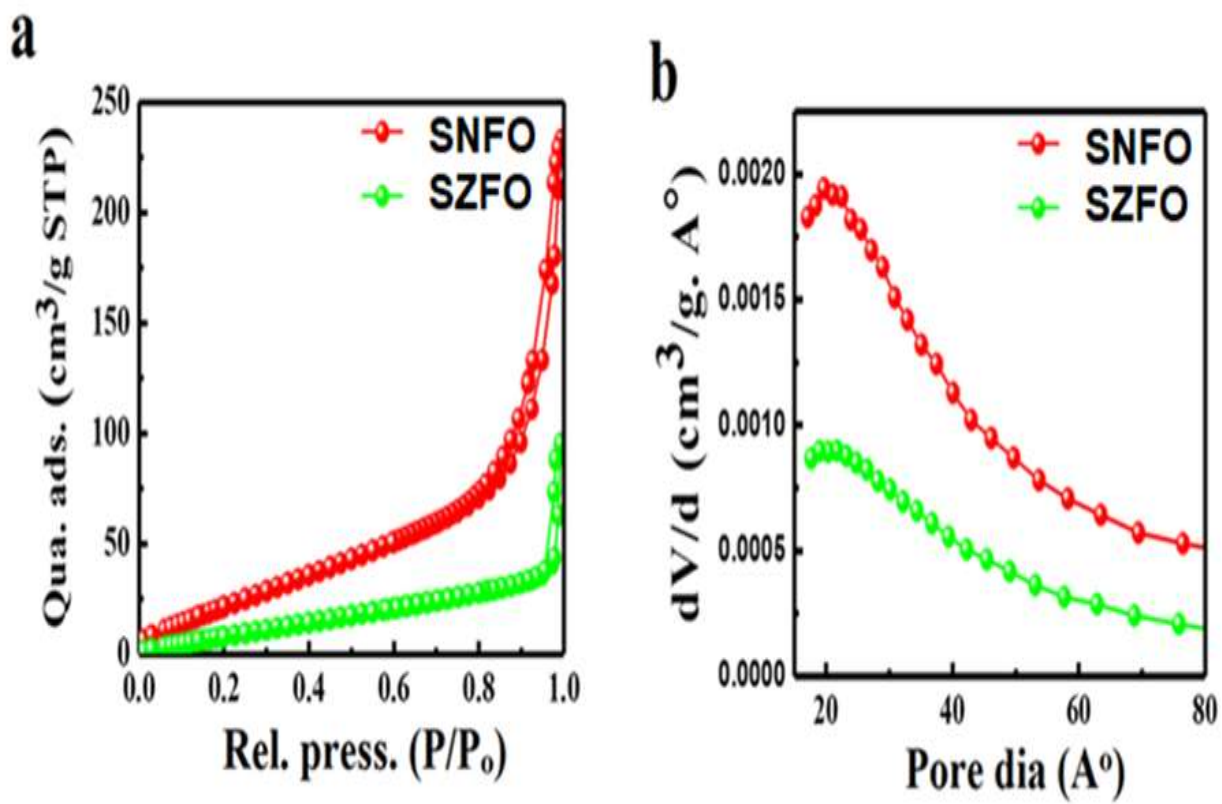 a
250
200
150
100
50
0
Qua. ads. (cm³/g STP)
SNFO
SZFO
0.0 0.2 0.4 0.6 0.8 1.0
Rel. press. (P/Pₒ)
b
0.0020
0.0015
0.0010
0.0005
0.0000
dV/d (cm³/g. A°)
SNFO
SZFO
20 40 60 80
Pore dia (Aᵒ)